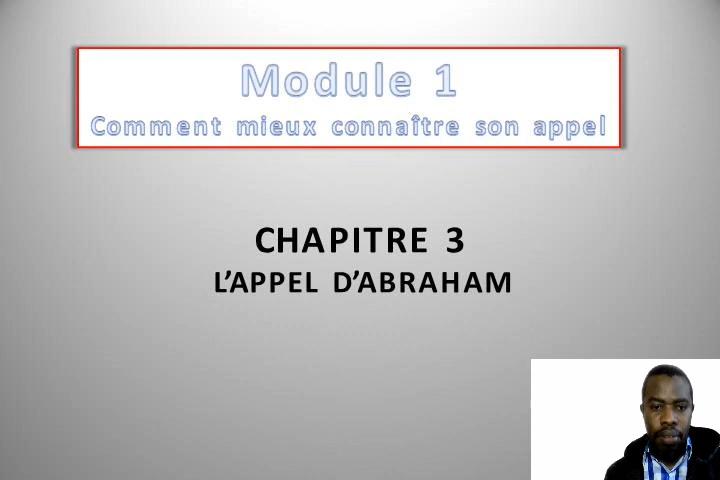 Module 1
Comment mieux connaître son appel
CHAPITRE 3
L'APPEL D'ABRAHAM